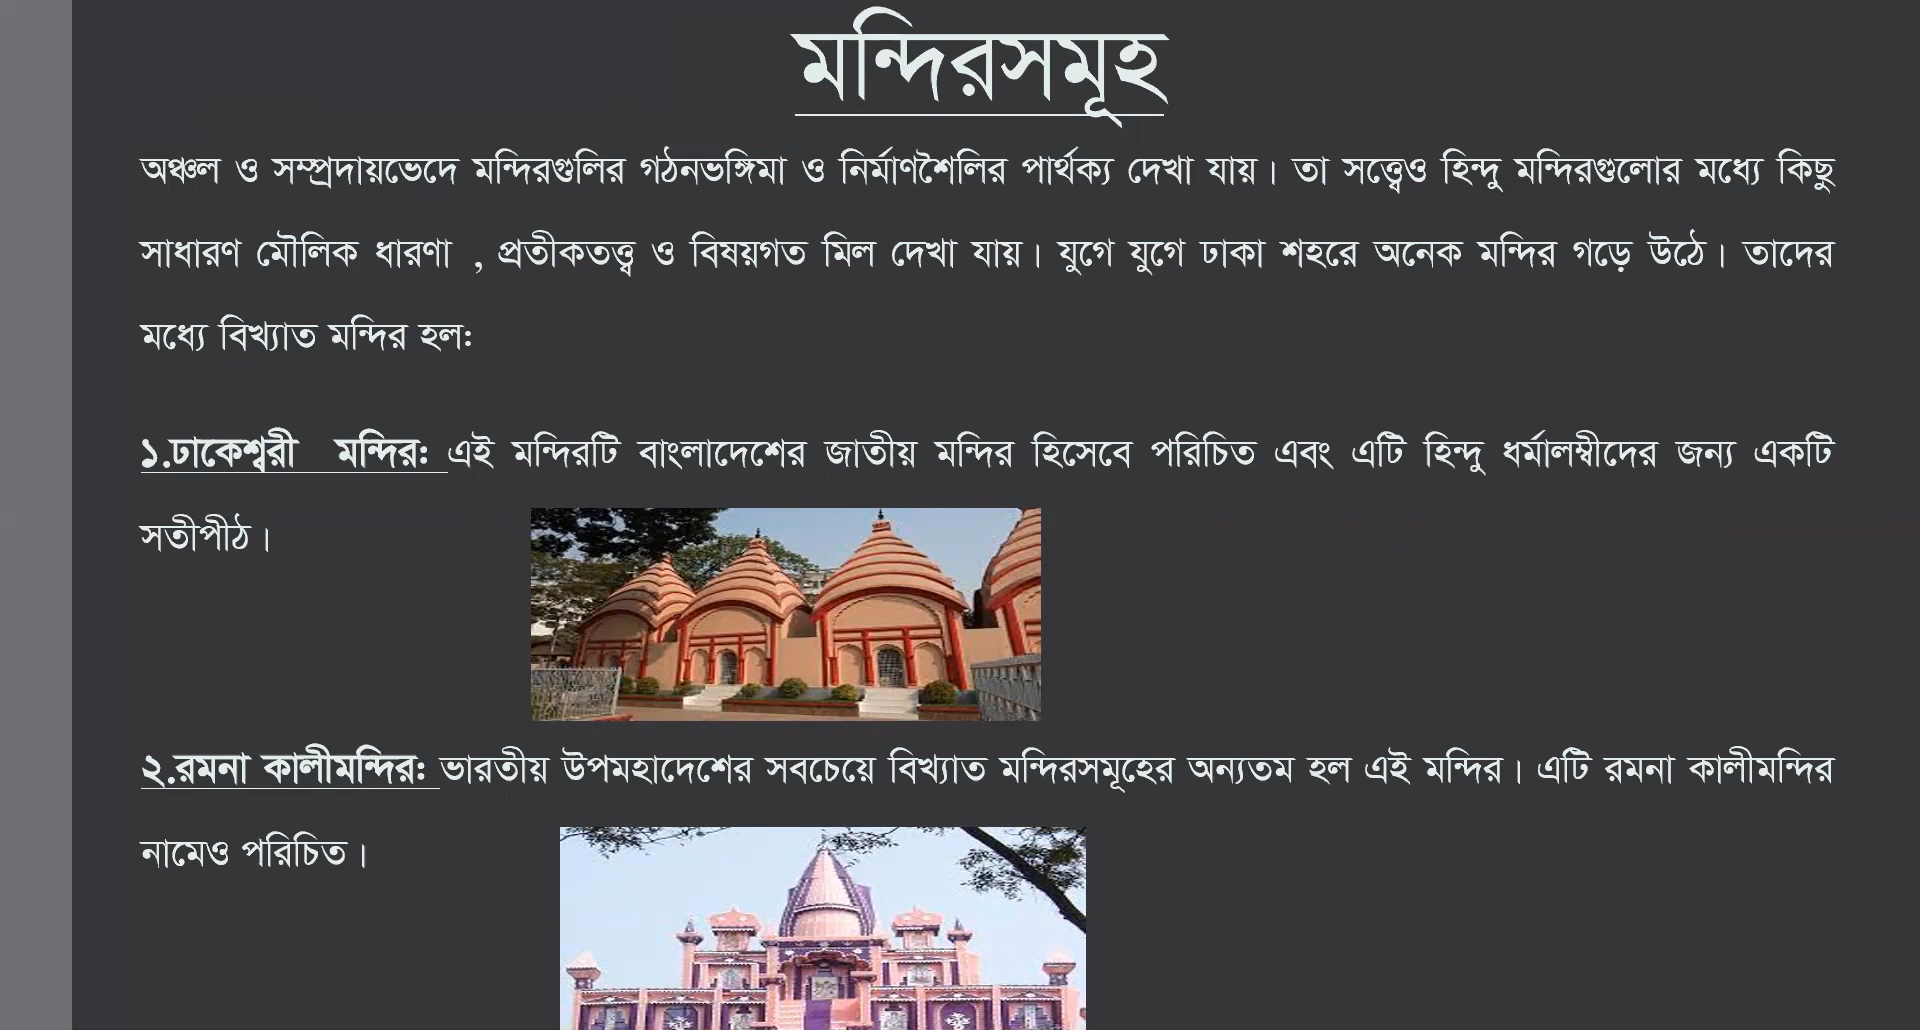 মন্দিরসমূহ
অঞ্চল ও সম্প্রদায়ভেদে মন্দিরগুলির গঠনভঙ্গিমা ও নির্মাণশৈলির পার্থক্য দেখা যায়। তা সত্ত্বেও হিন্দু মন্দিরগুলোর মধ্যে কিছু
সাধারণ মৌলিক ধারণা , প্রতীকতত্ত্ব ও বিষয়গত মিল দেখা যায়। যুগে যুগে ঢাকা শহরে অনেক মন্দির গড়ে উঠে। তাদের
মধ্যে বিখ্যাত মন্দির হল:
১.ঢাকেশ্বরী মন্দির: এই মন্দিরটি বাংলাদেশের জাতীয় মন্দির হিসেবে পরিচিত এবং এটি হিন্দু ধর্মালম্বীদের জন্য একটি
সতীপীঠ।
২.রমনা কালীমন্দির: ভারতীয় উপমহাদেশের সবচেয়ে বিখ্যাত মন্দিরসমূহের অন্যতম হল এই মন্দির। এটি রমনা কালীমন্দির
নামেও পরিচিত।